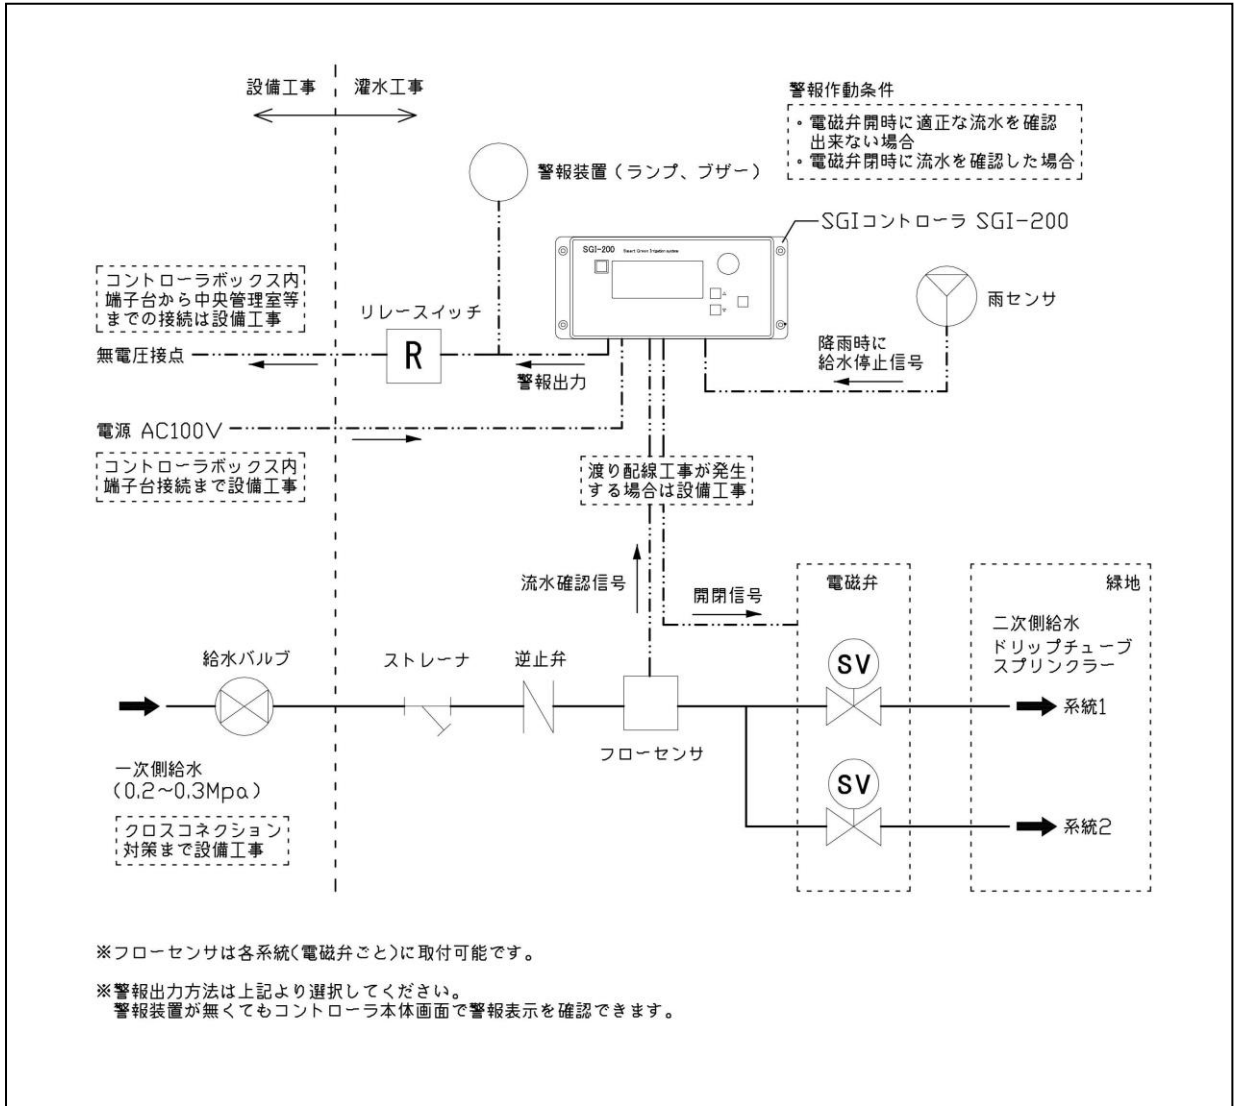 設備工事
灌水工事
警報作動条件
・電磁弁開時に適正な流水を確認
出来ない場合
・電磁弁閉時に流水を確認した場合
警報装置（ランプ、ブザー）
SGIコントローラ SGI-200
SGI-200 Smart Green Irrigation system
雨センサ
コントローラボックス内
端子台から中央管理室等
までの接続は設備工事
リレースイッチ
無電圧接点
R
警報出力
降雨時に
給水停止信号
電源 AC100V
コントローラボックス内
端子台接続まで設備工事
渡り配線工事が発生
する場合は設備工事
流水確認信号
開閉信号
電磁弁
緑地
二次側給水
ドリップチューブ
スプリンクラー
給水バルブ
ストレーナ
逆止弁
SV
系統1
フローセンサ
一次側給水
(0.2~0.3Mpa)
SV
系統2
クロスコネクション
対策まで設備工事
※フローセンサは各系統(電磁弁ごと)に取付可能です。
※警報出力方法は上記より選択してください。
警報装置が無くてもコントローラ本体画面で警報表示を確認できます。